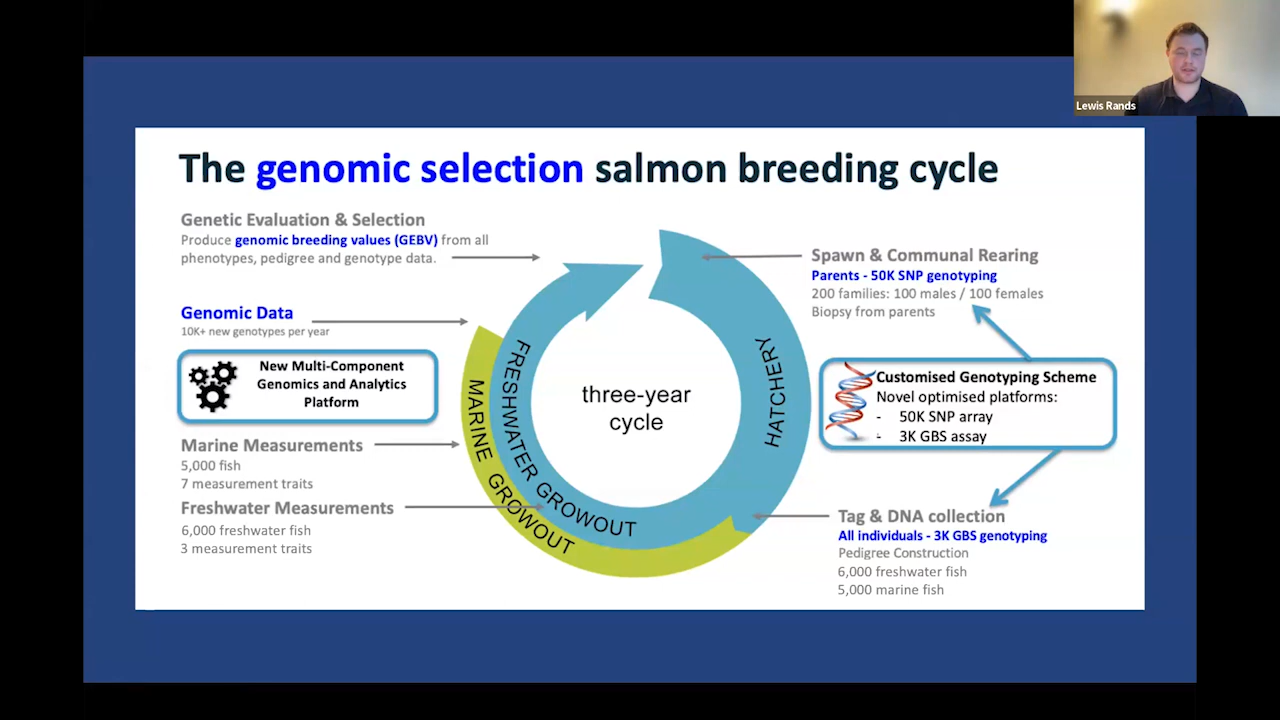 Lewis Rands
The genomic selection salmon breeding cycle
Genetic Evaluation & Selection
Produce genomic breeding values (GEBV) from all
phenotypes, pedigree and genotype data.
Genomic Data
10K+ new genotypes per year
New Multi-Component
Genomics and Analytics
Platform
Marine Measurements
5,000 fish
7 measurement traits
Freshwater Measurements
6,000 freshwater fish
3 measurement traits
MARINE GROWOUT
FRESHWATER GROWOUT
three-year
cycle
HATCHERY
Spawn & Communal Rearing
Parents - 50K SNP genotyping
200 families: 100 males / 100 females
Biopsy from parents
Customised Genotyping Scheme
Novel optimised platforms:
- 50K SNP array
- 3K GBS assay
Tag & DNA collection
All individuals - 3K GBS genotyping
Pedigree Construction
6,000 freshwater fish
5,000 marine fish